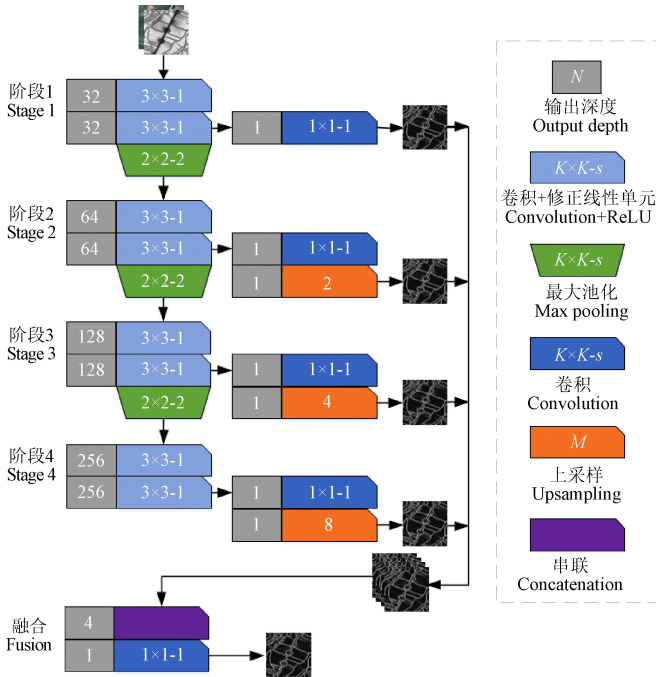 阶段1
Stage 1
32
3×3-1
32
3×3-1
2×2-2
1
1×1-1
阶段2
Stage 2
64
3×3-1
64
3×3-1
2×2-2
1
1×1-1
1
2
阶段3
Stage 3
128
3×3-1
128
3×3-1
2×2-2
1
1×1-1
1
4
阶段4
Stage 4
256
3×3-1
256
3×3-1
1
1×1-1
1
8
融合
Fusion
4
1
1×1-1
N
输出深度
Output depth
K×K-s
卷积+修正线性单元
Convolution+ReLU
K×K-s
最大池化
Max pooling
K×K-s
卷积
Convolution
M
上采样
Upsampling
串联
Concatenation